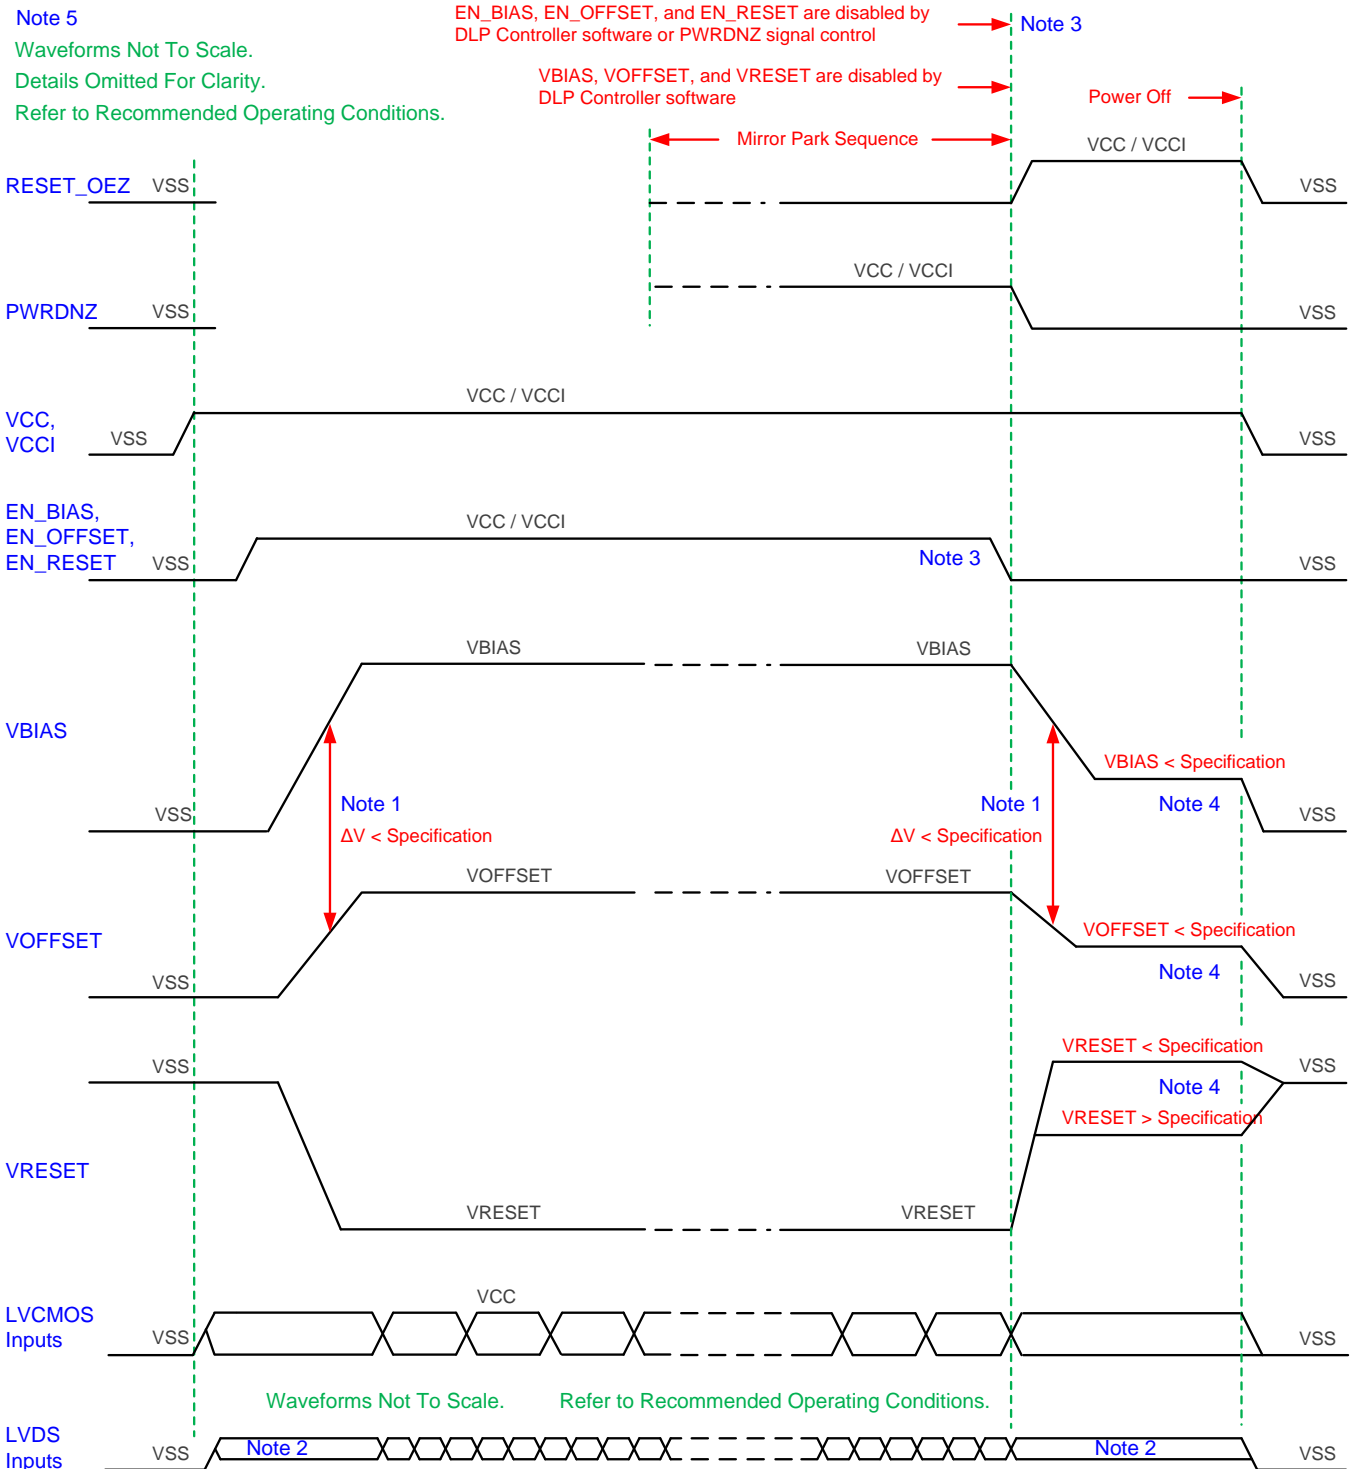 Note 5
Waveforms Not To Scale.
Details Omitted For Clarity.
Refer to Recommended Operating Conditions.
EN_BIAS, EN_OFFSET, and EN_RESET are disabled by
DLP Controller software or PWRDNZ signal control
Note 3
VBIAS, VOFFSET, and VRESET are disabled by
DLP Controller software
Power Off
Mirror Park Sequence
VCC / VCCI
RESET_OEZ
VSS
VSS
VCC / VCCI
PWRDNZ
VSS
VSS
VCC / VCCI
VCC,
VCCI
VSS
VSS
EN_BIAS,
EN_OFFSET,
EN_RESET
VSS
VCC / VCCI
Note 3
VSS
VBIAS
VBIAS
VBIAS
VBIAS < Specification
Note 1
Note 1
Note 4
VSS
VSS
ΔV < Specification
ΔV < Specification
VOFFSET
VOFFSET
VOFFSET
VOFFSET < Specification
Note 4
VSS
VSS
VRESET < Specification
VSS
VSS
Note 4
VRESET > Specification
VRESET
VRESET
VRESET
VCC
LVCMOS
Inputs
VSS
VSS
Waveforms Not To Scale.
Refer to Recommended Operating Conditions.
LVDS
Inputs
VSS
Note 2
Note 2
VSS